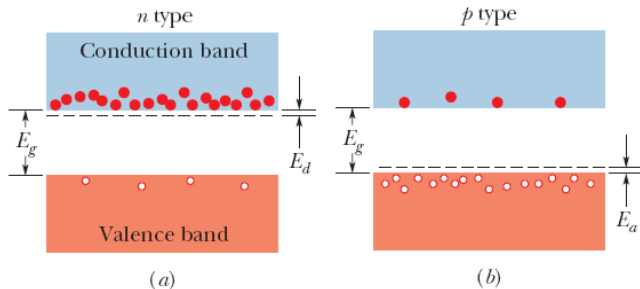 n type
p type
Conduction band
E_g
E_d
E_g
E_a
Valence band
(a)
(b)